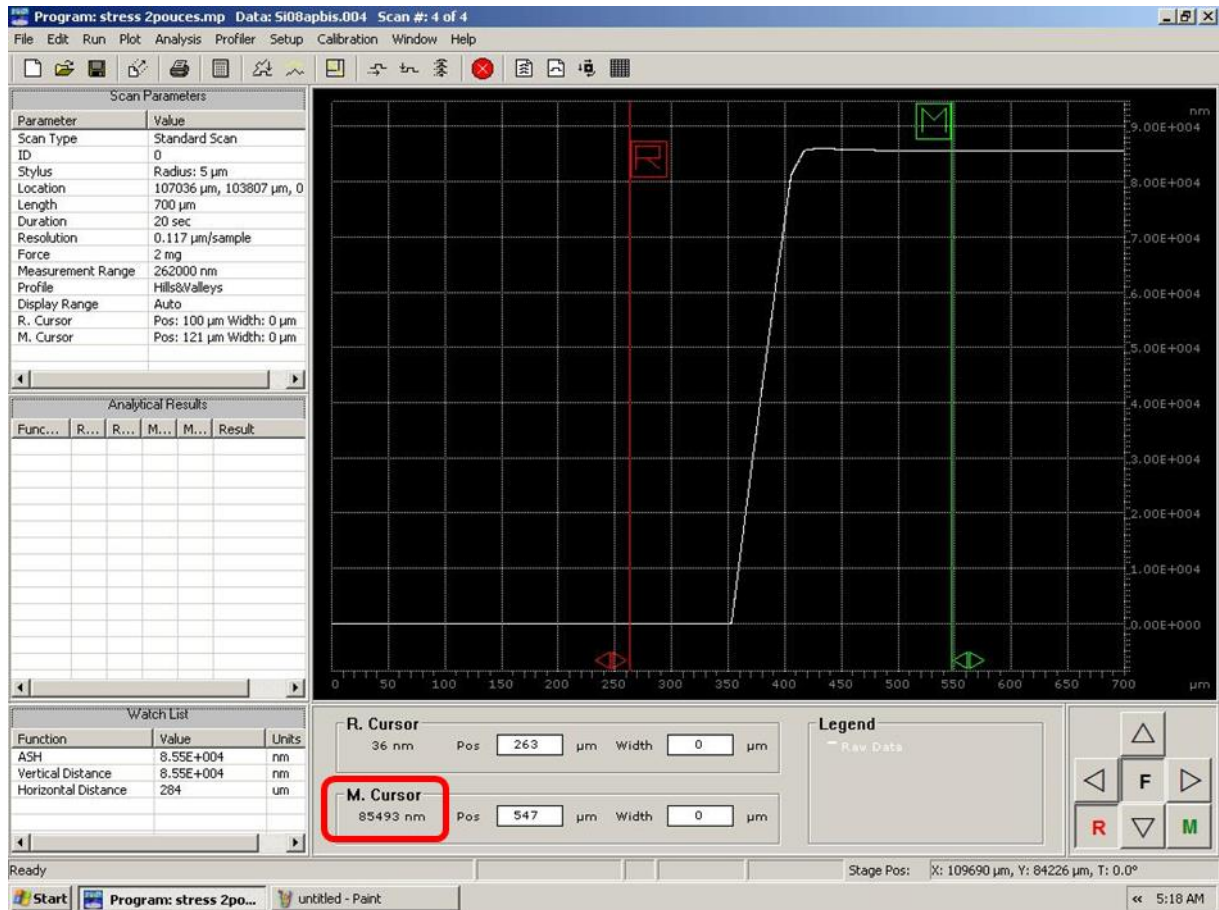 Program: stress 2pouces.mp Data: Si08apbis.004 Scan #: 4 of 4
File Edit Run Plot Analysis Profiler Setup Calibration Window Help
Scan Parameters
Parameter Value
Scan Type Standard Scan
ID 0
Stylus Radius: 5 µm
Location 107036 µm, 103807 µm, 0
Length 700 µm
Duration 20 sec
Resolution 0.117 µm/sample
Force 2 mg
Measurement Range 262000 nm
Profile Hills&Valleys
Display Range Auto
R. Cursor Pos: 100 µm Width: 0 µm
M. Cursor Pos: 121 µm Width: 0 µm
Analytical Results
Func... R... R... M... M... Result
Watch List
Function Value Units
ASH 8.55E+004 nm
Vertical Distance 8.55E+004 nm
Horizontal Distance 284 um
R
M
nm
9.00E+004
8.00E+004
7.00E+004
6.00E+004
5.00E+004
4.00E+004
3.00E+004
2.00E+004
1.00E+004
0.00E+000
0 50 100 150 200 250 300 350 400 450 500 550 600 650 700 µm
R. Cursor
36 nm Pos 263 µm Width 0 µm
M. Cursor
85493 nm Pos 547 µm Width 0 µm
Legend
Raw Data
F
R M
Ready
Stage Pos: X: 109690 µm, Y: 84226 µm, T: 0.0°
Start Program: stress 2po... untitled - Paint « 5:18 AM